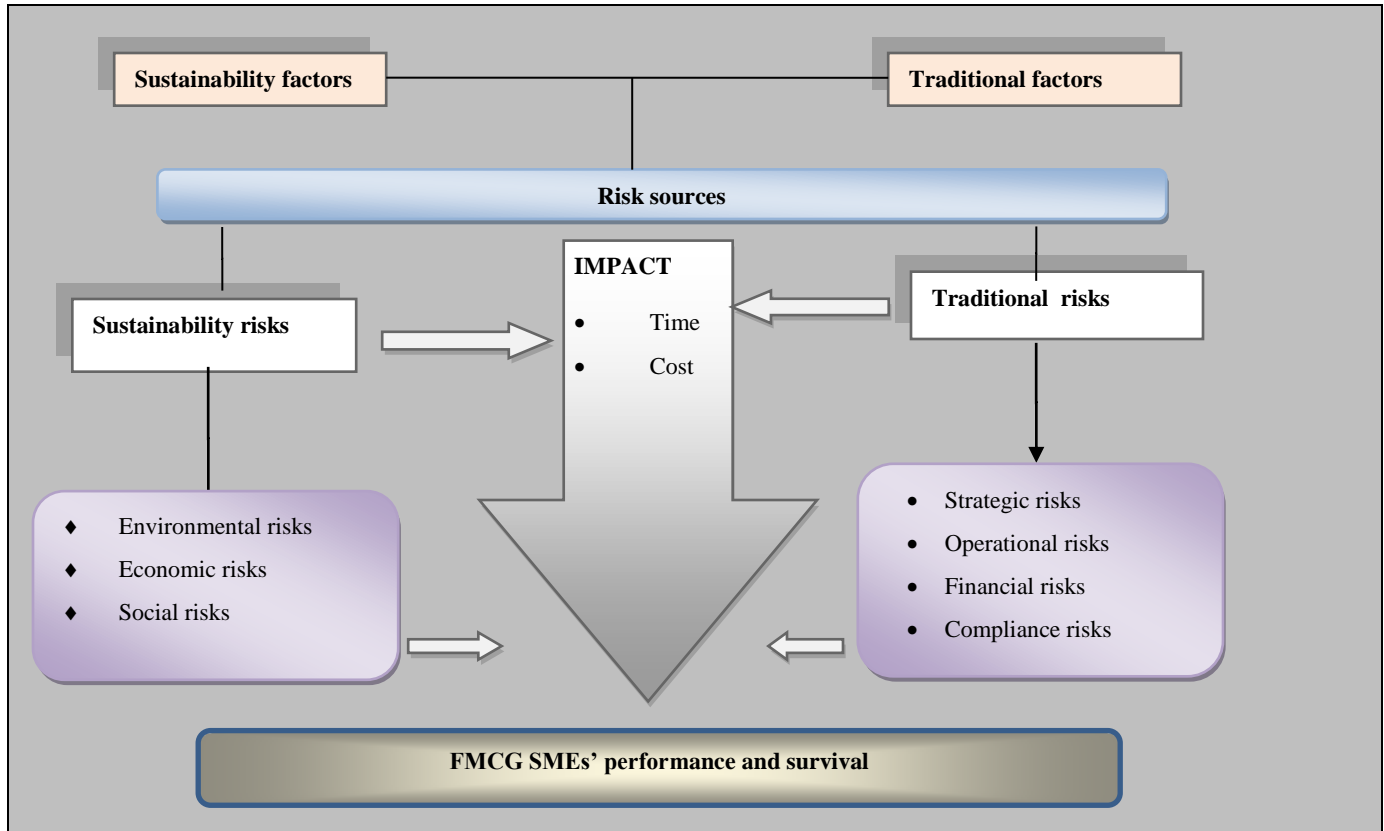 Sustainability factors
Traditional factors
Risk sources
IMPACT
• Time
• Cost
Traditional risks
Sustainability risks
♦ Environmental risks
♦ Economic risks
♦ Social risks
• Strategic risks
• Operational risks
• Financial risks
• Compliance risks
FMCG SMEs’ performance and survival